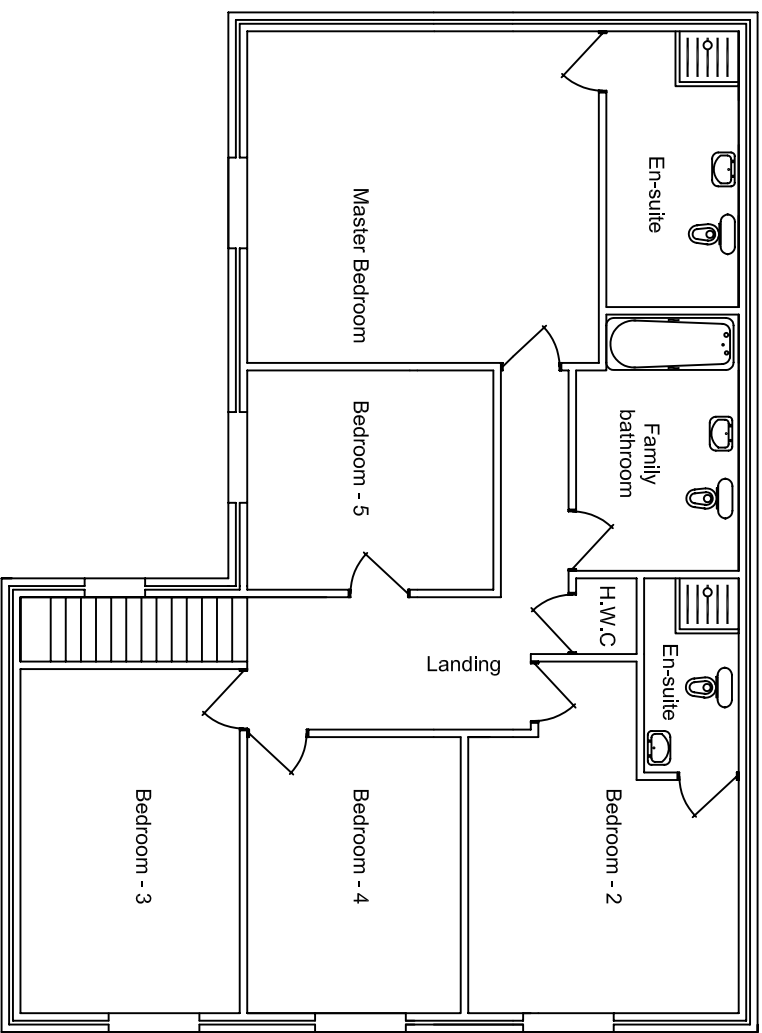 En-suite
Master Bedroom
Family
bathroom
Bedroom - 5
H.W.C
En-suite
Landing
Bedroom - 2
Bedroom - 4
Bedroom - 3